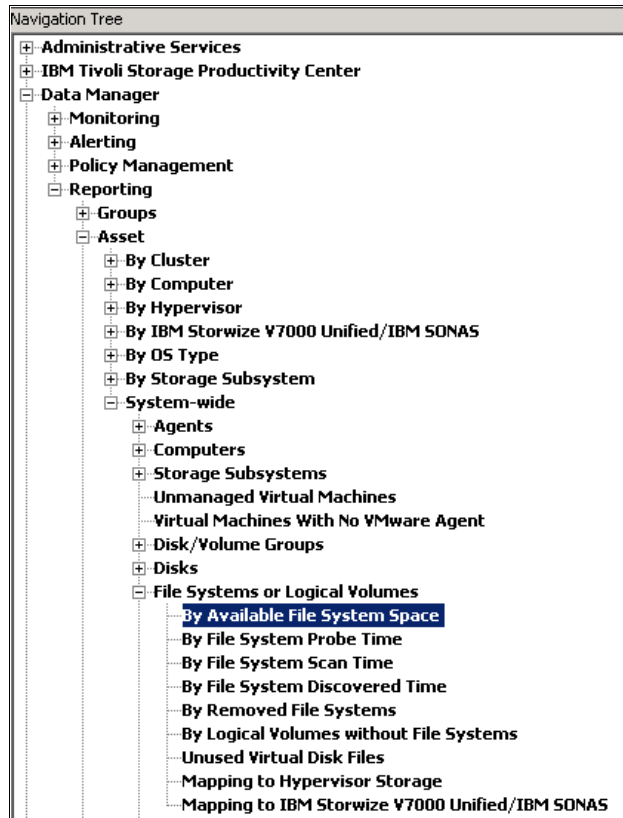 Navigation Tree
Administrative Services
IBM Tivoli Storage Productivity Center
Data Manager
Monitoring
Alerting
Policy Management
Reporting
Groups
Asset
By Cluster
By Computer
By Hypervisor
By IBM Storwize V7000 Unified/IBM SONAS
By OS Type
By Storage Subsystem
System-wide
Agents
Computers
Storage Subsystems
Unmanaged Virtual Machines
Virtual Machines With No VMware Agent
Disk/Volume Groups
Disks
File Systems or Logical Volumes
By Available File System Space
By File System Probe Time
By File System Scan Time
By File System Discovered Time
By Removed File Systems
By Logical Volumes without File Systems
Unused Virtual Disk Files
Mapping to Hypervisor Storage
Mapping to IBM Storwize V7000 Unified/IBM SONAS